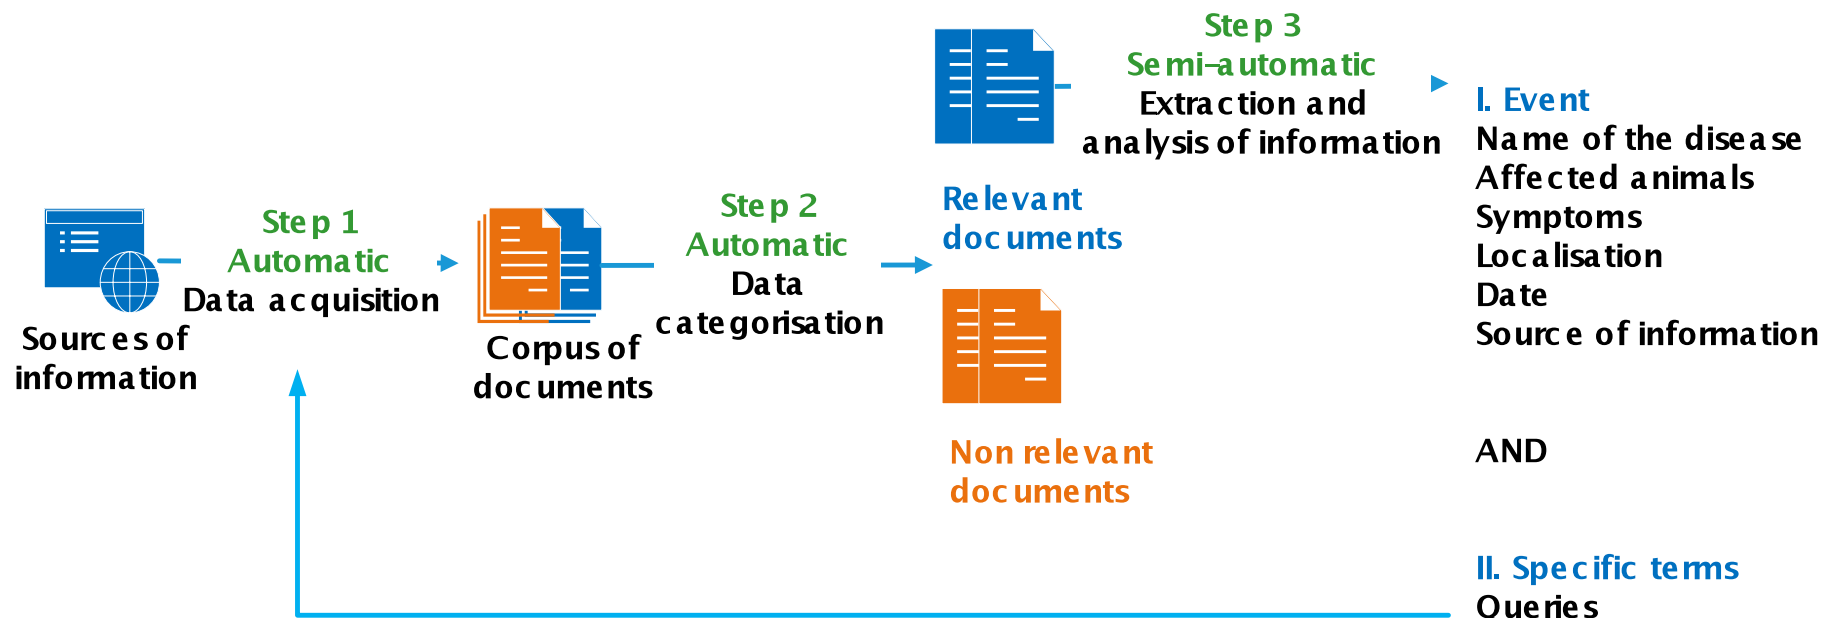 Sources of
information
Step 1
Automatic
Data acquisition
Corpus of
documents
Step 2
Automatic
Data
categorisation
Relevant
documents
Non relevant
documents
Step 3
Semi-automatic
Extraction and
analysis of information
I. Event
Name of the disease
Affected animals
Symptoms
Localisation
Date
Source of information
AND
II. Specific terms
Queries